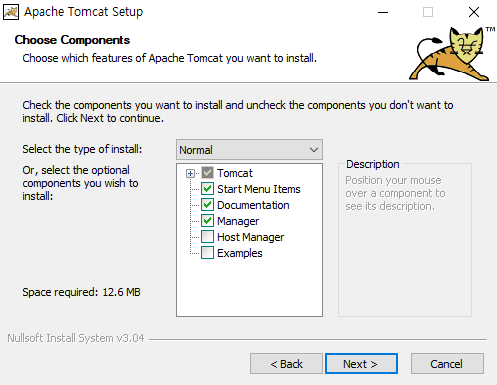 Apache Tomcat Setup
Choose Components
Choose which features of Apache Tomcat you want to install.
TM
Check the components you want to install and uncheck the components you don't want to
install. Click Next to continue.
Select the type of install:
Normal
Or, select the optional
components you wish to
install:
Tomcat
Start Menu Items
Documentation
Manager
Host Manager
Examples
Description
Position your mouse
over a component to
see its description.
Space required: 12.6 MB
Nullsoft Install System v3.04
< Back
Next >
Cancel